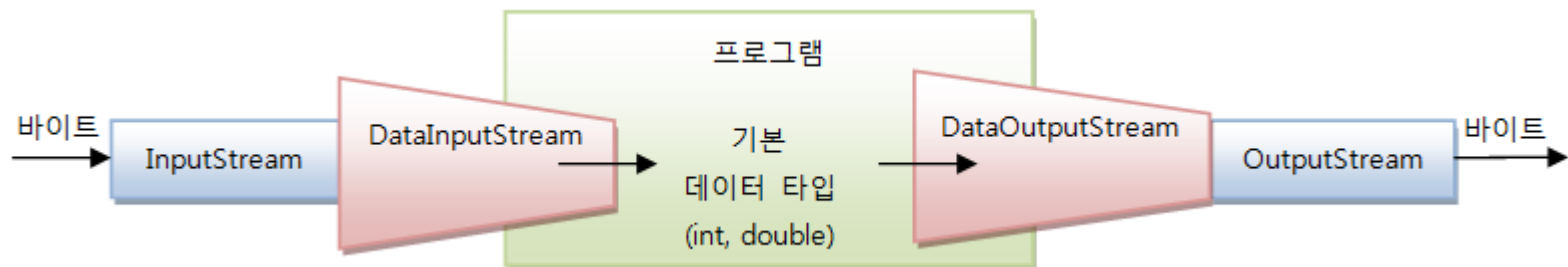 바이트
InputStream
DataInputStream
프로그램
기본
데이터 타입
(int, double)
DataOutputStream
OutputStream
바이트